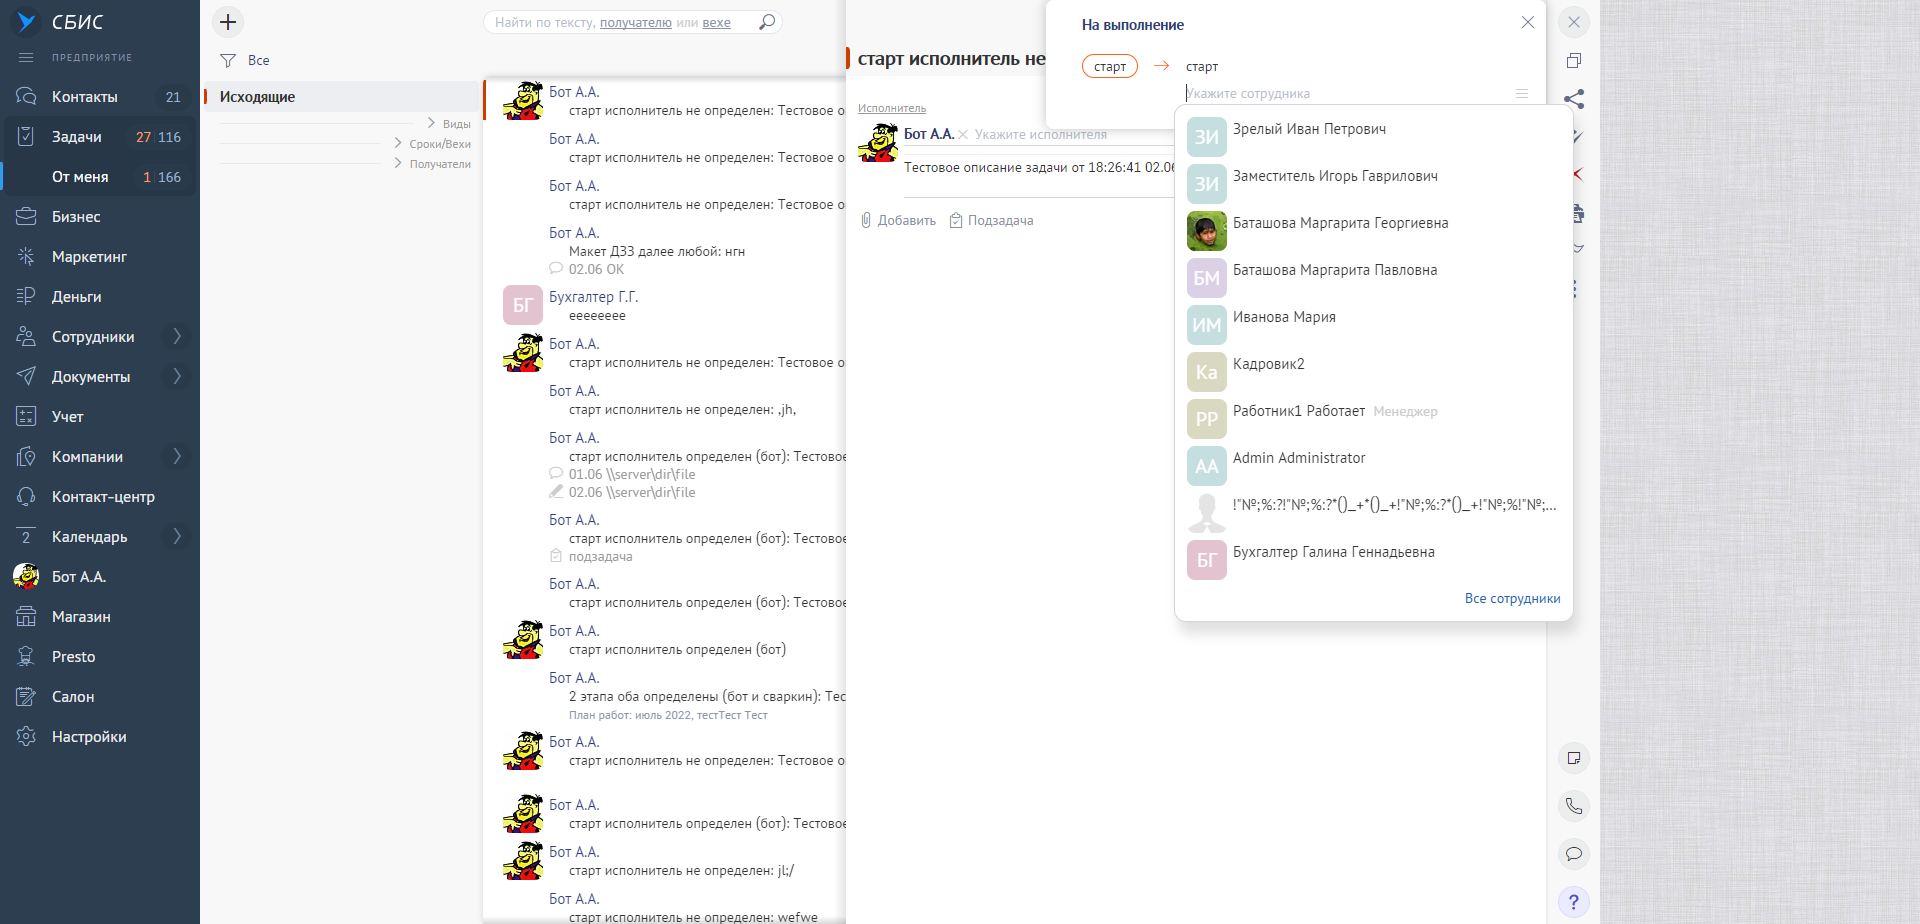 СБИС
ПРЕДПРИЯТИЕ
Контакты 21
Задачи 27 116
От меня 1 166
Бизнес
Маркетинг
Деньги
Сотрудники
Документы
Учет
Компании
Контакт-центр
2 Календарь
Бот А.А.
Магазин
Presto
Салон
Настройки
Найти по тексту, получателю или вехе
Все
Исходящие
Виды
Сроки/Вехи
Получатели
Бот А.А.
старт исполнитель не определен: Тестовое о
Бот А.А.
старт исполнитель не определен: Тестовое о
Бот А.А.
старт исполнитель не определен: Тестовое о
Бот А.А.
Макет ДЗЗ далее любой: нгн
02.06 ОК
БГ
Бухгалтер Г.Г.
еееееееe
Бот А.А.
старт исполнитель не определен: Тестовое о
Бот А.А.
старт исполнитель не определен: ,jh,
Бот А.А.
старт исполнитель определен (бот): Тестовое
01.06 \\server\dir\file
02.06 \\server\dir\file
Бот А.А.
старт исполнитель определен (бот): Тестовое
подзадача
Бот А.А.
старт исполнитель определен (бот): Тестовое
Бот А.А.
старт исполнитель определен (бот)
Бот А.А.
2 этапа оба определены (бот и сваркин): Тес
План работ: июль 2022, тестТест Тест
Бот А.А.
старт исполнитель не определен: Тестовое о
Бот А.А.
старт исполнитель определен (бот): Тестовое
Бот А.А.
старт исполнитель не определен: jl;/
Бот А.А.
старт исполнитель не определен: wefwe
старт исполнитель не
Исполнитель
Бот А.А. Укажите исполнителя
Тестовое описание задачи от 18:26:41 02.06
Добавить Подзадача
На выполнение
старт старт
Укажите сотрудника
ЗИ Зрелый Иван Петрович
ЗИ Заместитель Игорь Гаврилович
Баташова Маргарита Георгиевна
БМ Баташова Маргарита Павловна
ИМ Иванова Мария
Ка Кадровик2
РР Работник1 Работает Менеджер
AA Admin Administrator
!"№;%:?!"№;%:?*()_+*()_+!"№;%:?*()_+!"№;%!"№;...
БГ Бухгалтер Галина Геннадьевна
Все сотрудники
?